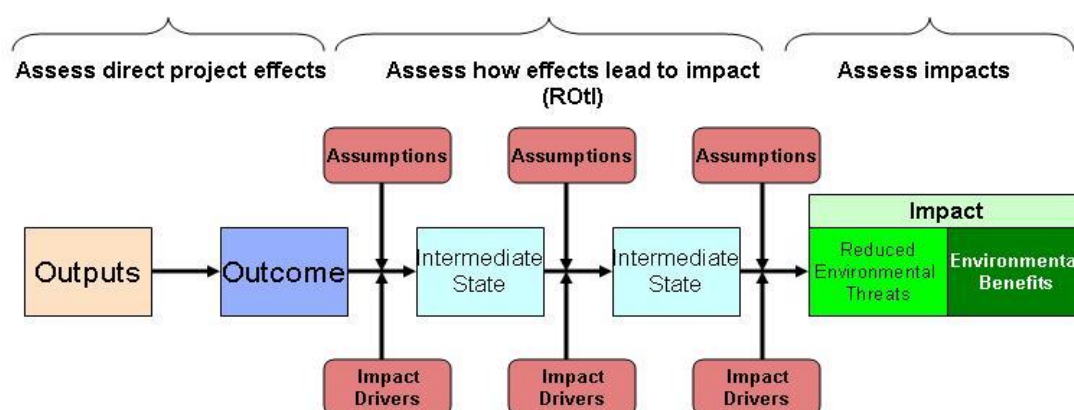 Assess direct project effects
Assess how effects lead to impact
(ROtI)
Assess impacts
Assumptions
Assumptions
Assumptions
Outputs
Outcome
Intermediate
State
Intermediate
State
Impact
Reduced
Environmental
Threats
Environmental
Benefits
Impact
Drivers
Impact
Drivers
Impact
Drivers